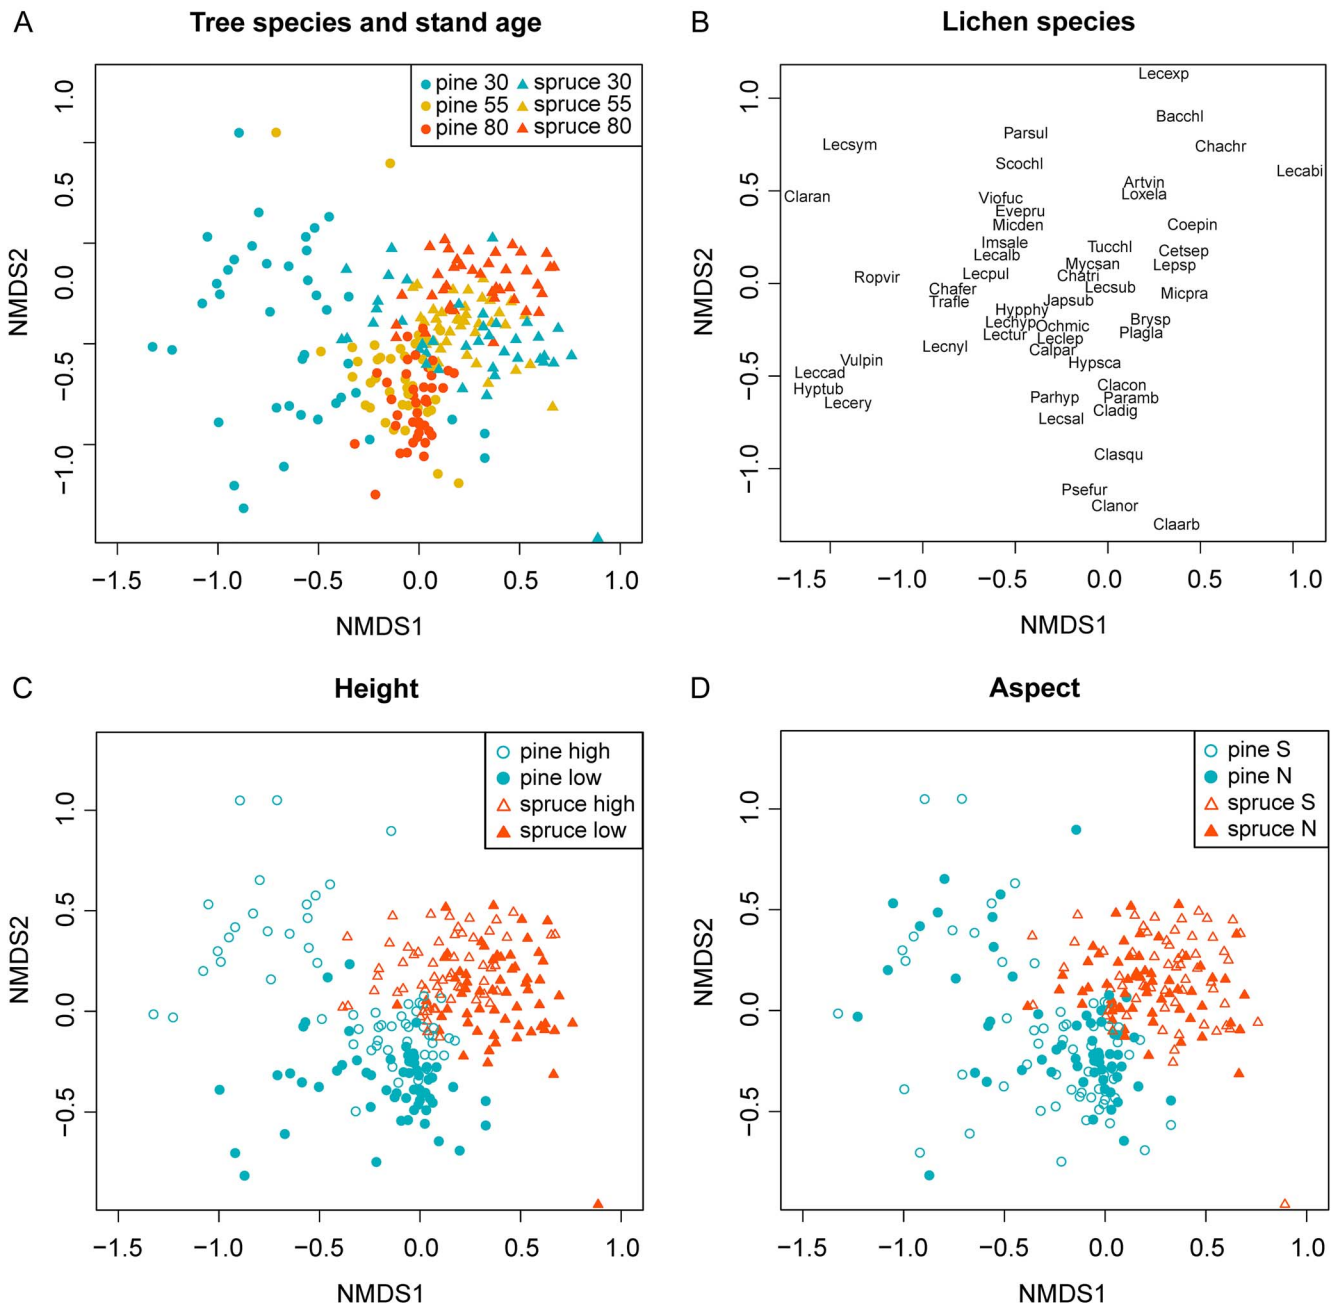 A
Tree species and stand age
pine 30 spruce 30
pine 55 spruce 55
pine 80 spruce 80
1.0
0.5
0.0
−0.5
−1.0
NMDS2
−1.5 −1.0 −0.5 0.0 0.5 1.0
NMDS1
B
Lichen species
1.0
0.5
0.0
−0.5
−1.0
NMDS2
Lecexp
Bacchl
Parsul
Lecsym
Chachr
Scochl
Lecabi
Artvin
Claran
Loxela
Viofuc
Evepru
Micden
Coepin
Imsale
Tucchl
Lecalb
Cetsep
Mycsan
Lepsp
Lecpul
Chatri
Ropvir
Chafer
Lecsub
Micpra
Trafle
Japsub
Hypphy
Brysp
Lechyp
Ochmic
Lectur
Plagla
Leclep
Lecnyl
Calpar
Vulpin
Hypsca
Leccad
Hyptub
Clacon
Lecery
Parhyp
Paramb
Cladig
Lecsal
Clasqu
Psefur
Clanor
Claarb
−1.5 −1.0 −0.5 0.0 0.5 1.0
NMDS1
C
Height
pine high
pine low
spruce high
spruce low
1.0
0.5
0.0
−0.5
NMDS2
−1.5 −1.0 −0.5 0.0 0.5 1.0
NMDS1
D
Aspect
pine S
pine N
spruce S
spruce N
1.0
0.5
0.0
−0.5
NMDS2
−1.5 −1.0 −0.5 0.0 0.5 1.0
NMDS1